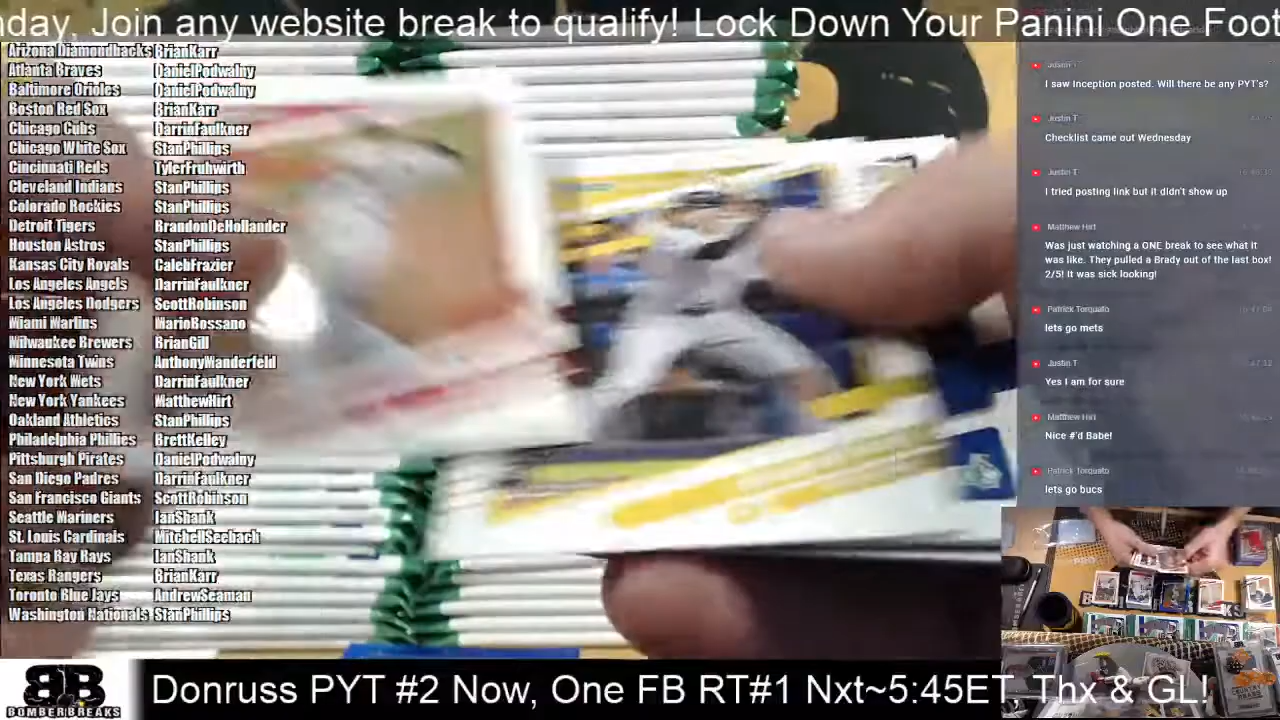 nday, Join any website break to qualify! Lock Down Your Panini One Foot
Arizona Diamondbacks BrianKarr
Atlanta Braves DanielPodwalny
Baltimore Orioles DanielPodwalny
Boston Red Sox BrianKarr
Chicago Cubs DarrinFaulkner
Chicago White Sox StanPhillips
Cincinnati Reds TylerFruhwirth
Cleveland Indians StanPhillips
Colorado Rockies StanPhillips
Detroit Tigers BrandonDeHollander
Houston Astros StanPhillips
Kansas City Royals CalebFrazier
Los Angeles Angels DarrinFaulkner
Los Angeles Dodgers ScottRobinson
Miami Marlins MarioRossano
Milwaukee Brewers BrianGill
Minnesota Twins AnthonyWanderfeld
New York Mets DarrinFaulkner
New York Yankees MatthewHirt
Oakland Athletics StanPhillips
Philadelphia Phillies BrettKelley
Pittsburgh Pirates DanielPodwalny
San Diego Padres DarrinFaulkner
San Francisco Giants ScottRobinson
Seattle Mariners IanShank
St. Louis Cardinals MitchellSeeback
Tampa Bay Rays IanShank
Texas Rangers BrianKarr
Toronto Blue Jays AndrewSeaman
Washington Nationals StanPhillips
Justin T
I saw Inception posted. Will there be any PYT's?
Justin T
Checklist came out Wednesday
Justin T
I tried posting link but it didn't show up
Matthew Hirt
Was just watching a ONE break to see what it
was like. They pulled a Brady out of the last box!
2/5! It was sick looking!
Patrick Torquato
lets go mets
Justin T
Yes I am for sure
Matthew Hirt
Nice #'d Babe!
Patrick Torquato
lets go bucs
BB
BOMBERBREAKS
Donruss PYT #2 Now, One FB RT#1 Nxt~5:45ET. Thx & GL!